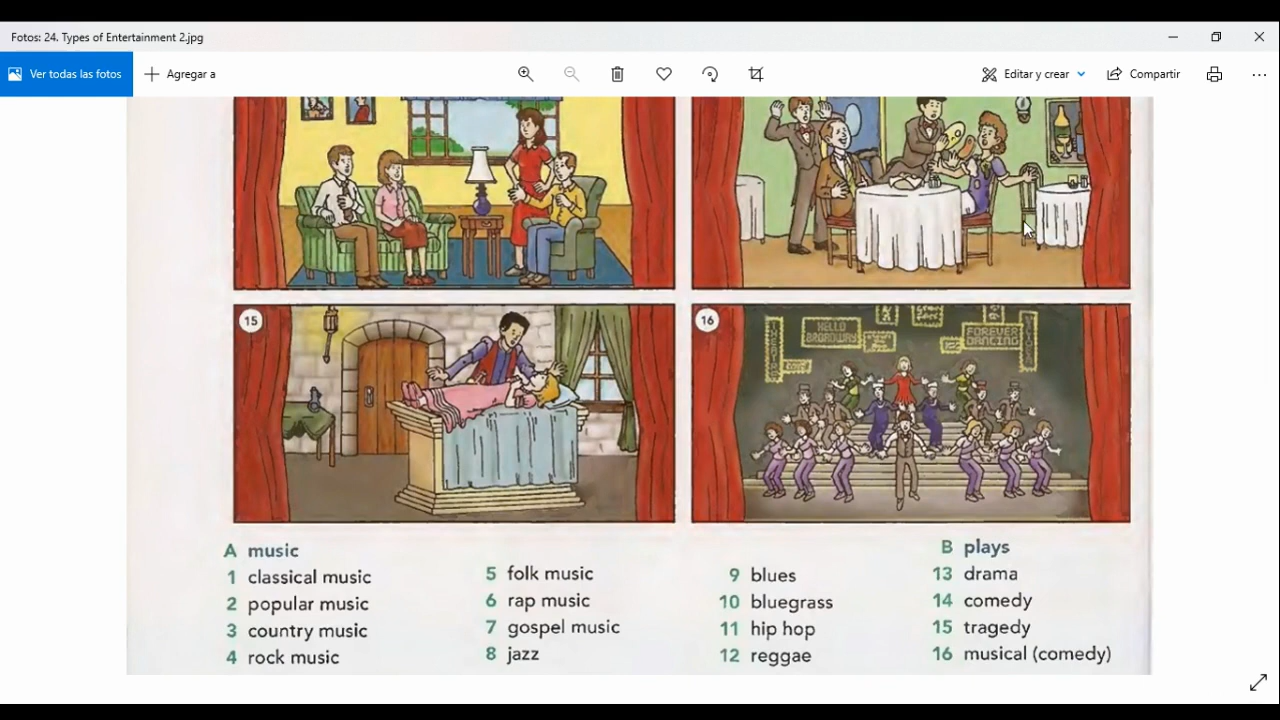 Fotos: 24. Types of Entertainment 2.jpg
Ver todas las fotos
Agregar a
Editar y crear
Compartir
15
16
THEATRE
HELLO BROADWAY
FOREVER DANCING
A music
1 classical music
2 popular music
3 country music
4 rock music
5 folk music
6 rap music
7 gospel music
8 jazz
9 blues
10 bluegrass
11 hip hop
12 reggae
B plays
13 drama
14 comedy
15 tragedy
16 musical (comedy)